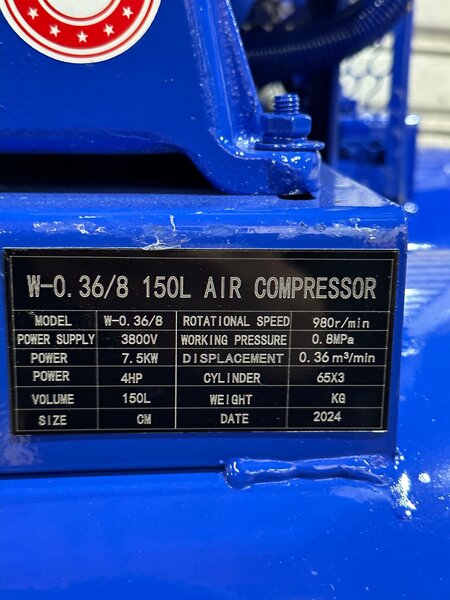 W-0.36/8 150L AIR COMPRESSOR
MODEL W-0.36/8 ROTATIONAL SPEED 980r/min
POWER SUPPLY 3800V WORKING PRESSURE 0.8MPa
POWER 7.5KW DISPLACEMENT 0.36m³/min
POWER 4HP CYLINDER 65X3
VOLUME 150L WEIGHT KG
SIZE CM DATE 2024